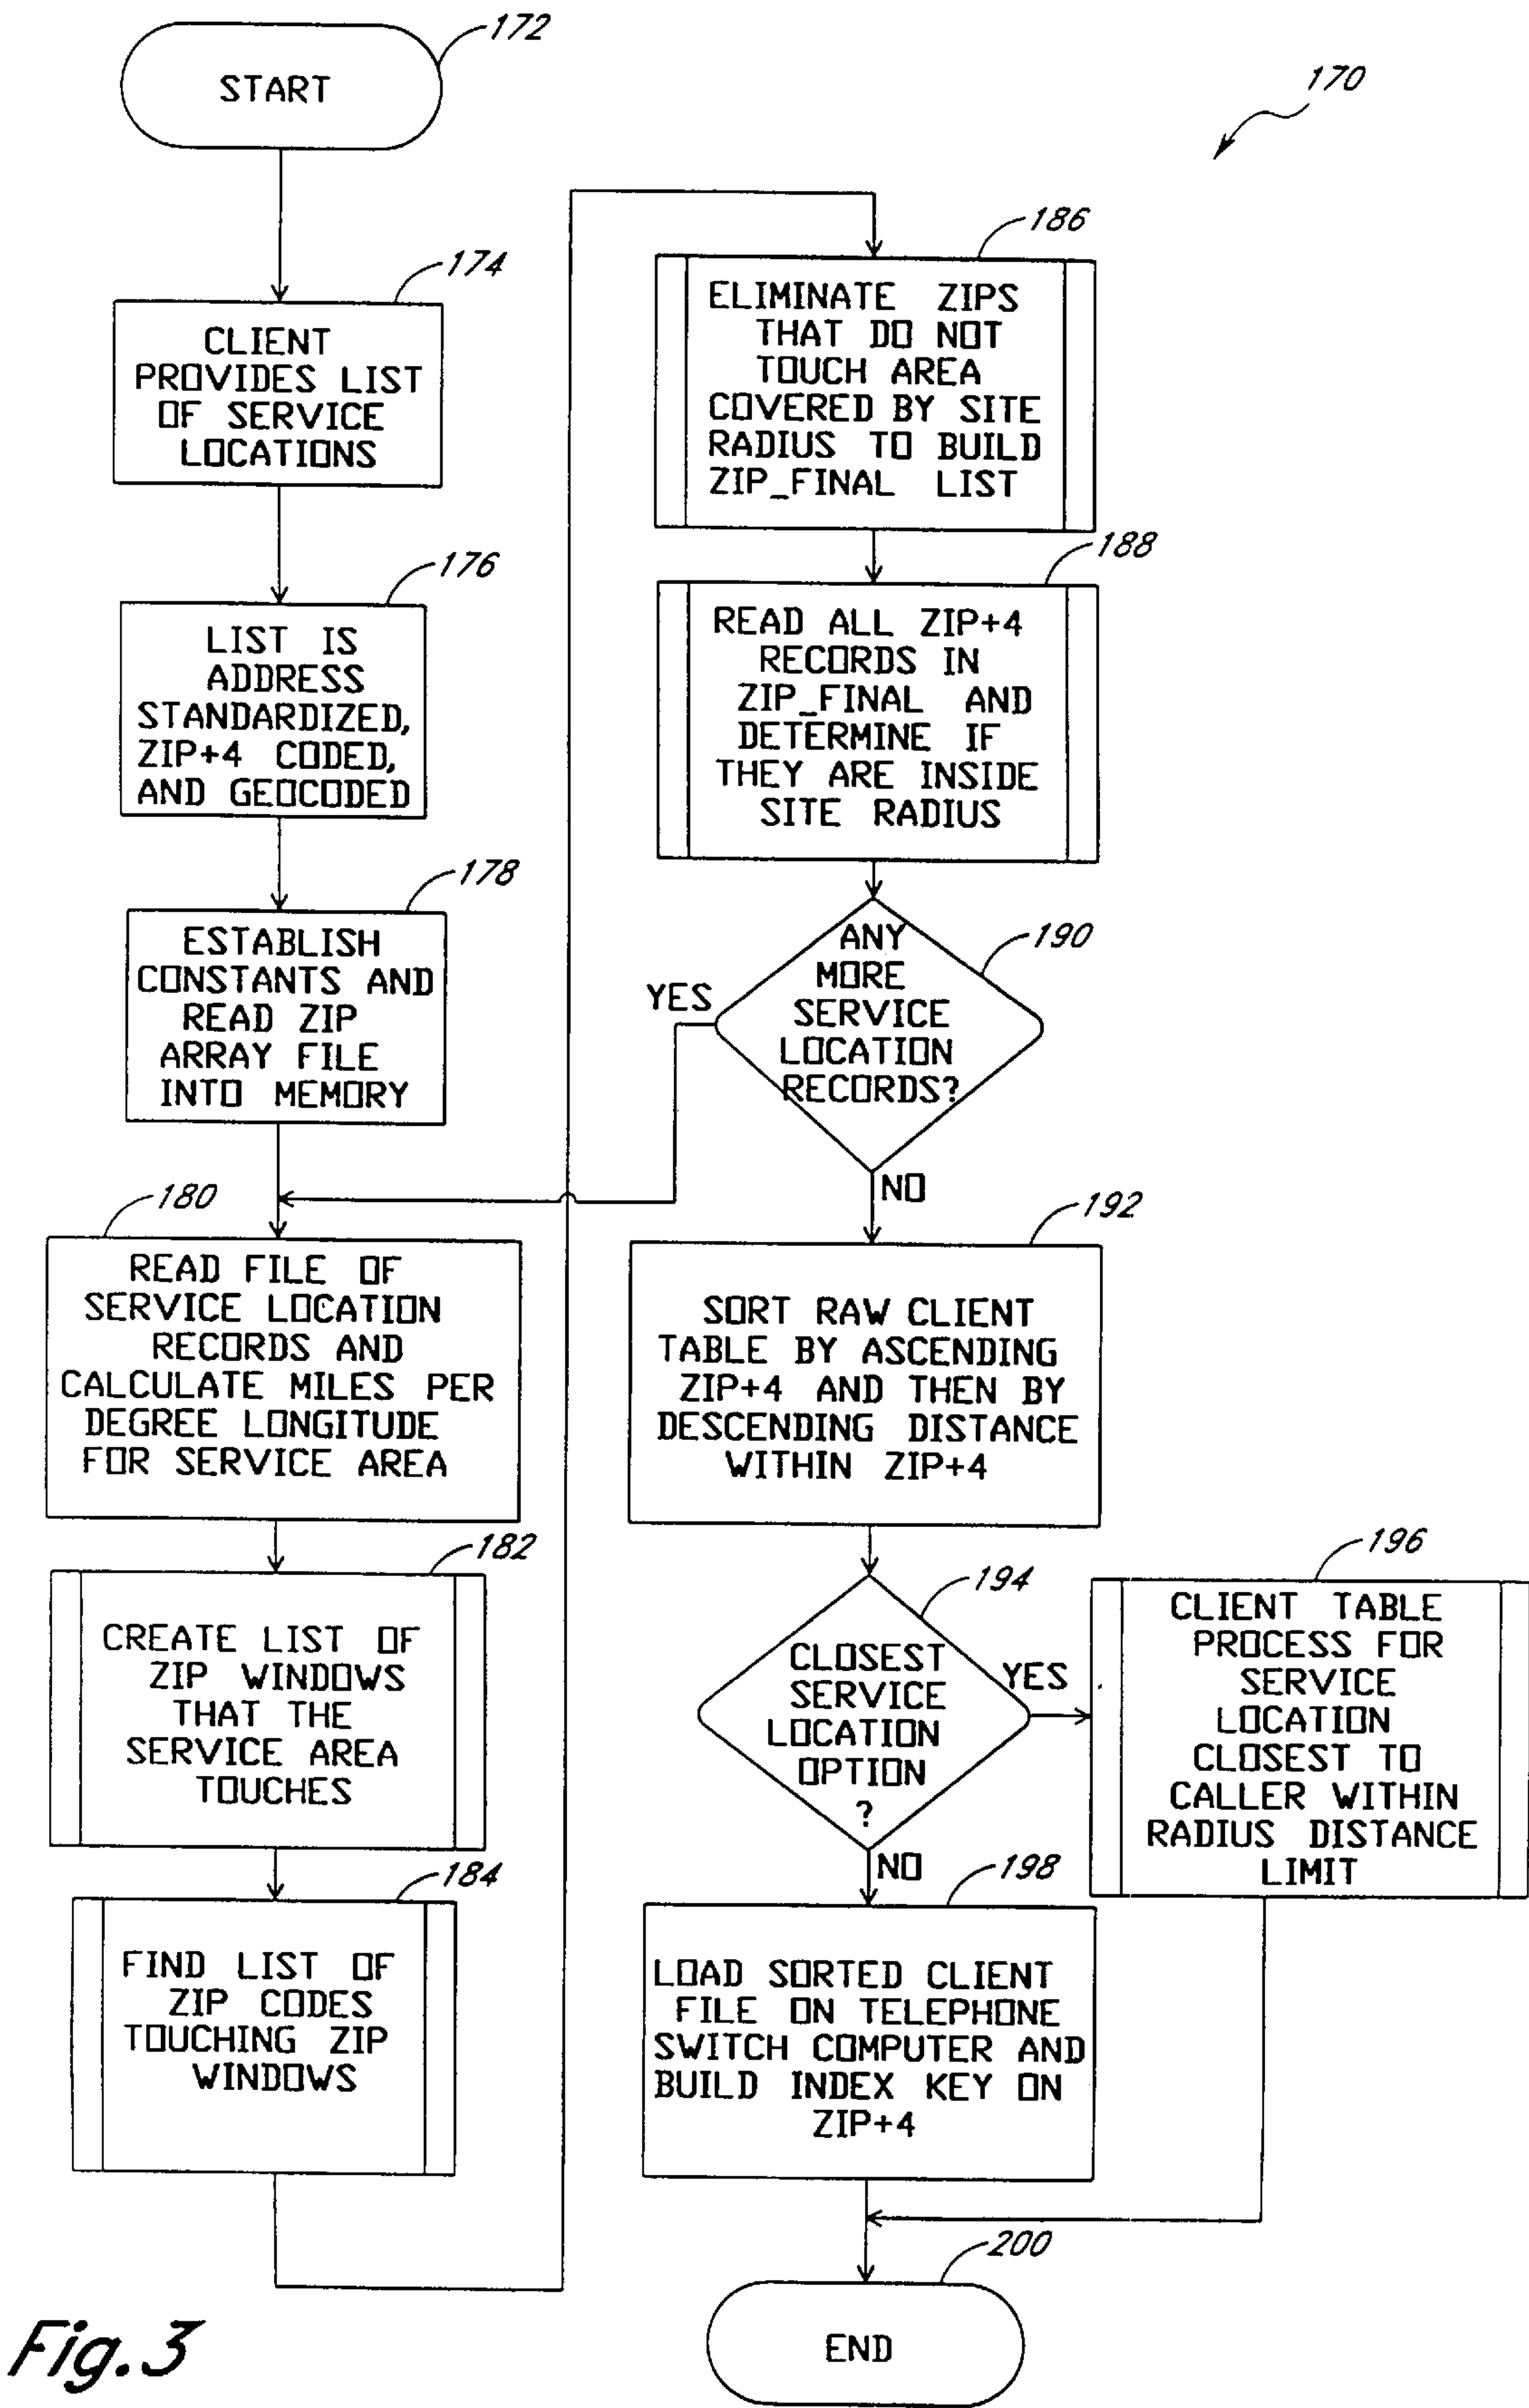 172
START
170
174
CLIENT
PROVIDES LIST
OF SERVICE
LOCATIONS
176
LIST IS
ADDRESS
STANDARDIZED,
ZIP+4 CODED,
AND GEOCODED
178
ESTABLISH
CONSTANTS AND
READ ZIP
ARRAY FILE
INTO MEMORY
180
READ FILE OF
SERVICE LOCATION
RECORDS AND
CALCULATE MILES PER
DEGREE LONGITUDE
FOR SERVICE AREA
182
CREATE LIST OF
ZIP WINDOWS
THAT THE
SERVICE AREA
TOUCHES
184
FIND LIST OF
ZIP CODES
TOUCHING ZIP
WINDOWS
186
ELIMINATE ZIPS
THAT DO NOT
TOUCH AREA
COVERED BY SITE
RADIUS TO BUILD
ZIP_FINAL LIST
188
READ ALL ZIP+4
RECORDS IN
ZIP_FINAL AND
DETERMINE IF
THEY ARE INSIDE
SITE RADIUS
190
ANY
MORE
SERVICE
LOCATION
RECORDS?
YES
NO
192
SORT RAW CLIENT
TABLE BY ASCENDING
ZIP+4 AND THEN BY
DESCENDING DISTANCE
WITHIN ZIP+4
194
CLOSEST
SERVICE
LOCATION
OPTION
?
YES
NO
196
CLIENT TABLE
PROCESS FOR
SERVICE
LOCATION
CLOSEST TO
CALLER WITHIN
RADIUS DISTANCE
LIMIT
198
LOAD SORTED CLIENT
FILE ON TELEPHONE
SWITCH COMPUTER AND
BUILD INDEX KEY ON
ZIP+4
200
END
Fig.3